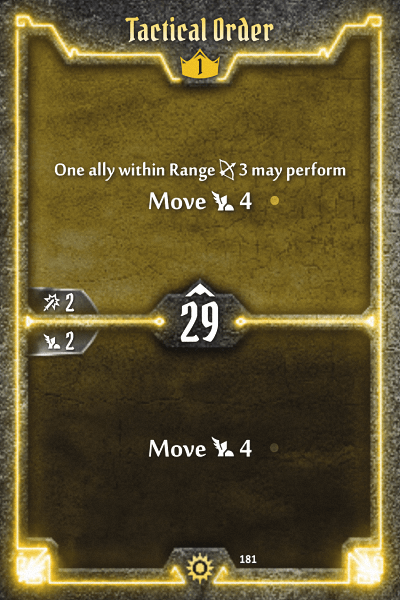 Tactical Order
1
One ally within Range 3 may perform
Move 4
2
29
2
Move 4
181